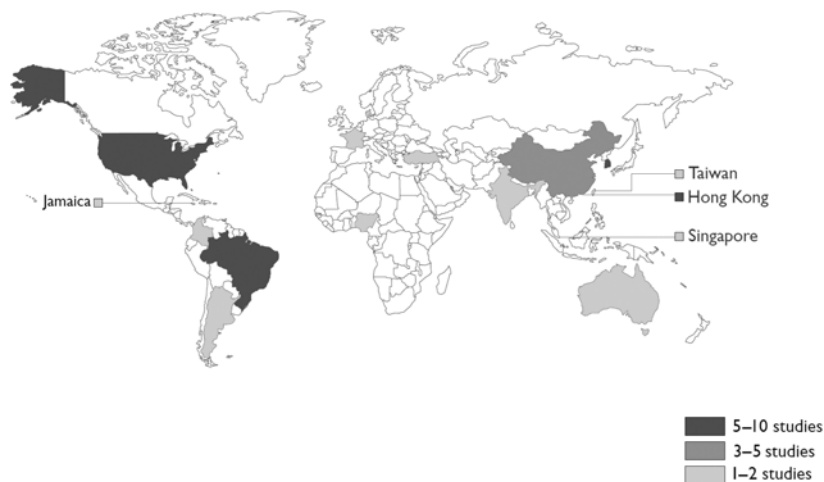 Taiwan
Jamaica
Hong Kong
Singapore
5–10 studies
3–5 studies
1–2 studies